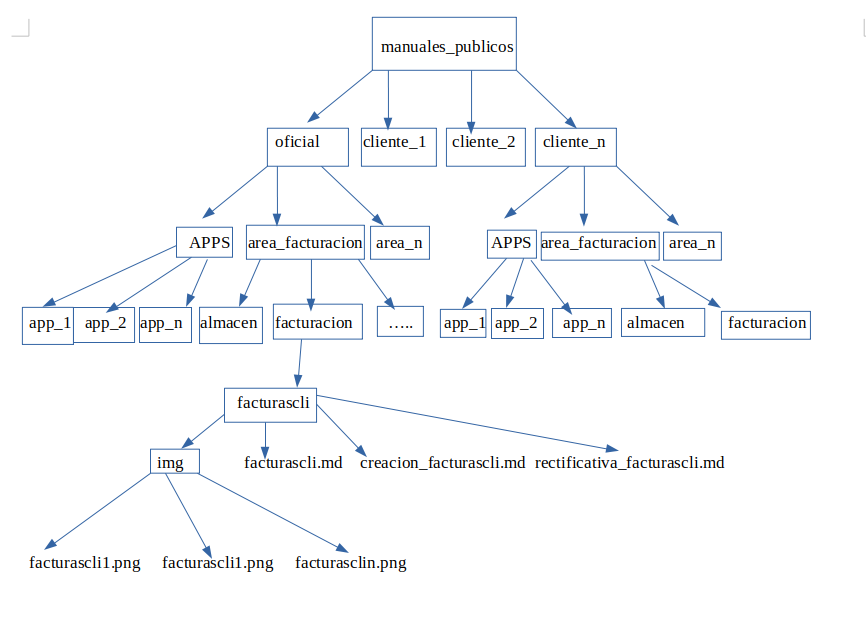 manuales_publicos
oficial
cliente_1
cliente_2
cliente_n
APPS
area_facturacion
area_n
APPS
area_facturacion
area_n
app_1
app_2
app_n
almacen
facturacion
…..
app_1
app_2
app_n
almacen
facturacion
facturascli
img
facturascli.md
creacion_facturascli.md
rectificativa_facturascli.md
facturascli1.png
facturascli1.png
facturasclin.png